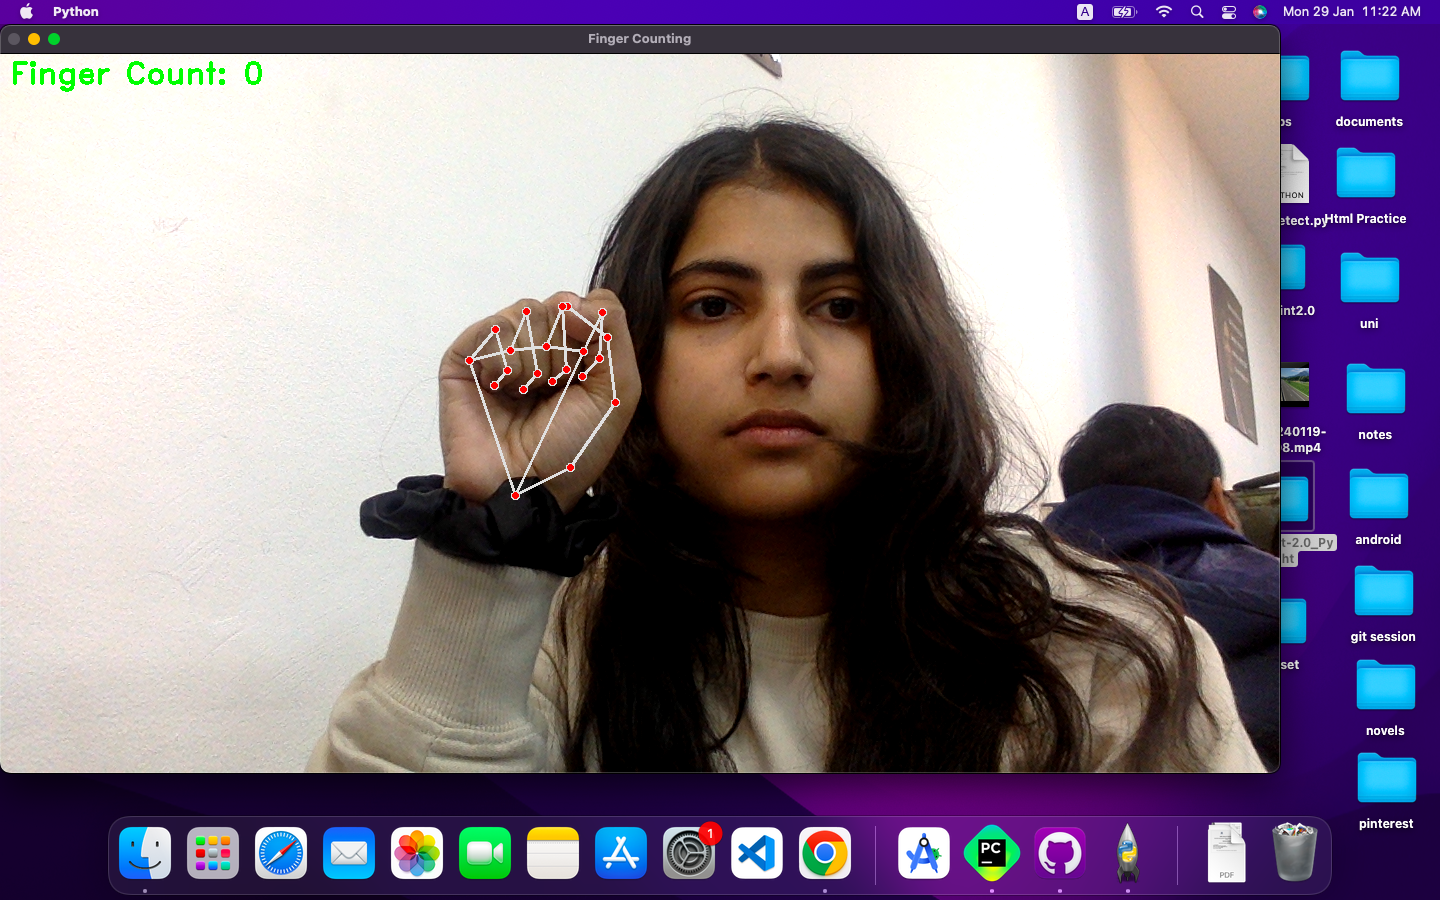 Python
A
Mon 29 Jan 11:22 AM
Finger Counting
Finger Count: 0
os
documents
THON
etect.py
Html Practice
int2.0
uni
240119-
8.mp4
notes
t-2.0_Py
ht
android
git session
set
novels
pinterest
1
PC
PDF